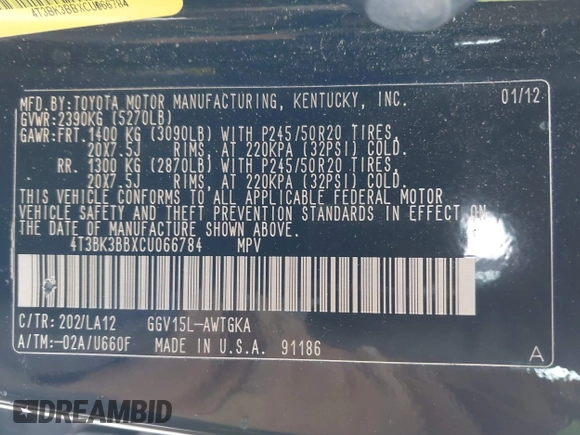 4T3BK3BBXCU066784
MFD.BY:TOYOTA MOTOR MANUFACTURING, KENTUCKY, INC. 01/12
GVWR:2390KG (5270LB)
GAWR:FRT. 1400 KG (3090LB) WITH P245/50R20 TIRES,
20X7.5J RIMS, AT 220KPA (32PSI) COLD.
RR. 1300 KG (2870LB) WITH P245/50R20 TIRES,
20X7.5J RIMS, AT 220KPA (32PSI) COLD.
THIS VEHICLE CONFORMS TO ALL APPLICABLE FEDERAL MOTOR
VEHICLE SAFETY AND THEFT PREVENTION STANDARDS IN EFFECT ON
THE DATE OF MANUFACTURE SHOWN ABOVE.
4T3BK3BBXCU066784 MPV
C/TR:202/LA12 GGV15L-AWTGKA
A/TM:-02A/U660F MADE IN U.S.A. 91186 A
DREAMBID